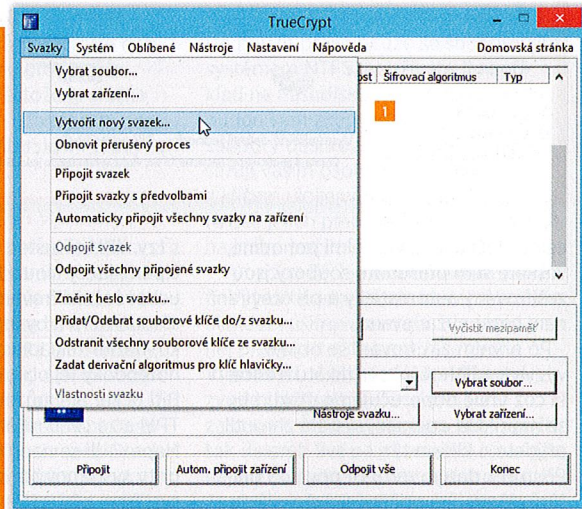 TrueCrypt
Svazky Systém Oblíbené Nástroje Nastavení Nápověda Domovská stránka
Vybrat soubor...
Vybrat zařízení...
Vytvořit nový svazek...
Obnovit přerušený proces
Připojit svazek
Připojit svazky s předvolbami
Automaticky připojit všechny svazky na zařízení
Odpojit svazek
Odpojit všechny připojené svazky
Změnit heslo svazku...
Přidat/Odebrat souborové klíče do/z svazku...
Odstranit všechny souborové klíče ze svazku...
Zadat derivační algoritmus pro klíč hlavičky...
Vlastnosti svazku
ost Šifrovací algoritmus Typ
1
Vyčistit mezipaměť
Vybrat soubor...
Nástroje svazku... Vybrat zařízení...
Připojit Autom. připojit zařízení Odpojit vše Konec